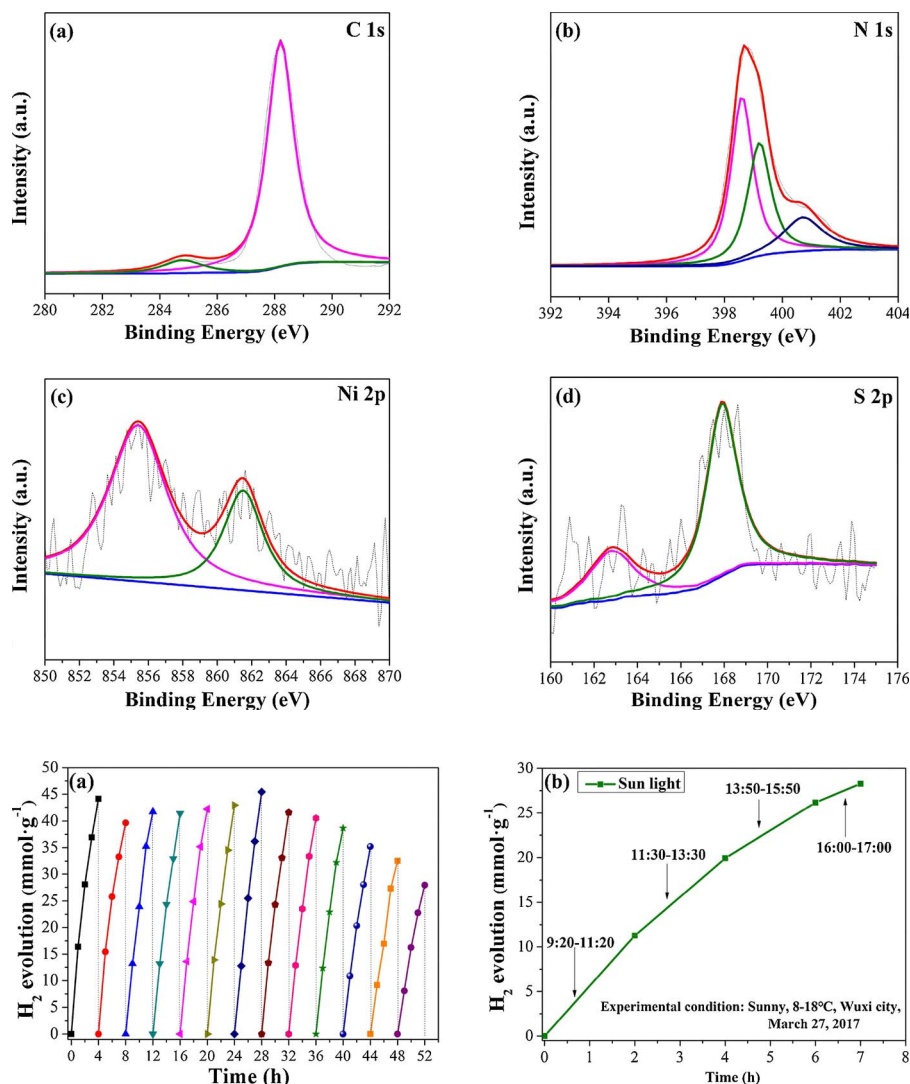 (a)
C 1s
Intensity (a.u.)
280 282 284 286 288 290 292
Binding Energy (eV)
(b)
N 1s
Intensity (a.u.)
392 394 396 398 400 402 404
Binding Energy (eV)
(c)
Ni 2p
Intensity (a.u.)
850 852 854 856 858 860 862 864 866 868 870
Binding Energy (eV)
(d)
S 2p
Intensity (a.u.)
160 162 164 166 168 170 172 174 176
Binding Energy (eV)
(a)
H₂ evolution (mmol·g⁻¹)
50
45
40
35
30
25
20
15
10
5
0
0 4 8 12 16 20 24 28 32 36 40 44 48 52
Time (h)
(b)
Sun light
H₂ evolution (mmol·g⁻¹)
30
25
20
15
10
5
0
13:50-15:50
11:30-13:30
16:00-17:00
9:20-11:20
Experimental condition: Sunny, 8-18°C, Wuxi city,
March 27, 2017
0 1 2 3 4 5 6 7 8
Time (h)